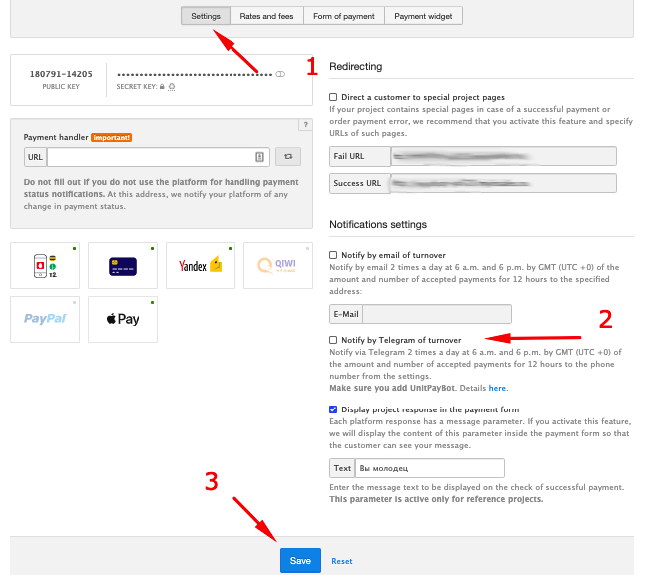 Settings
Rates and fees
Form of payment
Payment widget
1
180791-14205
PUBLIC KEY
SECRET KEY:
Payment handler important!
?
URL
Do not fill out if you do not use the platform for handling payment
status notifications. At this address, we notify your platform of any
change in payment status.
12
Yandex
QIWI
PayPal
Pay
Redirecting
Direct a customer to special project pages
If your project contains special pages in case of a successful payment or
order payment error, we recommend that you activate this feature and specify
URLs of such pages.
Fail URL
Success URL
Notifications settings
Notify by email of turnover
Notify by email 2 times a day at 6 a.m. and 6 p.m. by GMT (UTC +0) of the
amount and number of accepted payments for 12 hours to the specified
address:
E-Mail
2
Notify by Telegram of turnover
Notify via Telegram 2 times a day at 6 a.m. and 6 p.m. by GMT (UTC +0) of
the amount and number of accepted payments for 12 hours to the phone
number from the settings.
Make sure you add UnitPayBot. Details here.
Display project response in the payment form
Each platform response has a message parameter. If you activate this feature,
we will display the content of this parameter inside the payment form so that
the customer can see your message.
Text Вы молодец
Enter the message text to be displayed on the check of successful payment.
This parameter is active only for reference projects.
3
Save
Reset